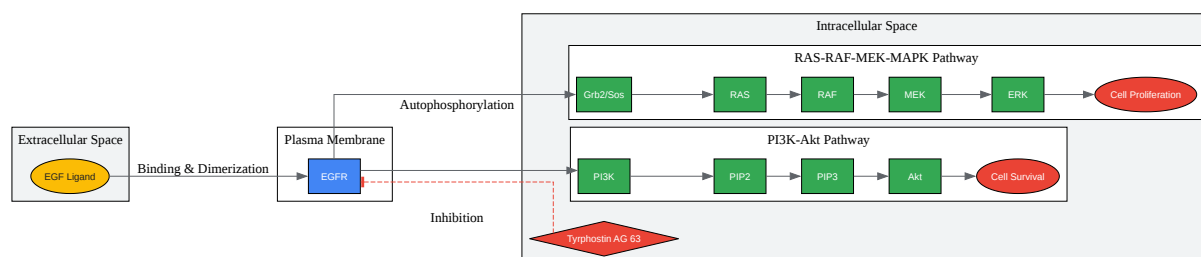 Intracellular Space
RAS-RAF-MEK-MAPK Pathway
Grb2/Sos
RAS
RAF
MEK
ERK
Cell Proliferation
Autophosphorylation
Extracellular Space
EGF Ligand
Binding & Dimerization
Plasma Membrane
EGFR
PI3K-Akt Pathway
PI3K
PIP2
PIP3
Akt
Cell Survival
Inhibition
Tyrphostin AG 63